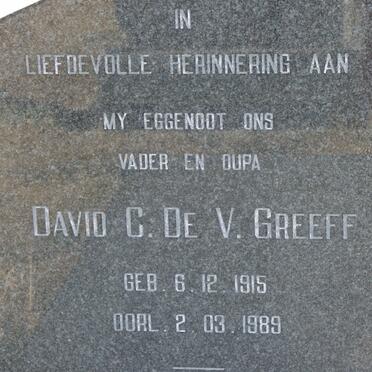 IN
LIEFDEVOLLE HERINNERING AAN
MY EGGENOOT ONS
VADER EN OUPA
DAVID C. DE V. GREEFF
GEB. 6. 12. 1915
OORL. 2. 03. 1989